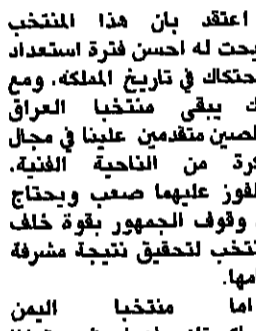 اعتقد بان هذا المنتخب
يحت له احسن فترة استعداد
حتكاك في تاريخ المملكه. ومع
ك يبقى منتخبا العراق
لصين متقدمين علينا في مجال
كرة من الناحية الفنية.
لفوز عليهما صعب ويحتاج
وقوف الجمهور بقوة خلف
نتخب لتحقيق نتيجة مشرفة
مها.
اما منتخبا اليمن